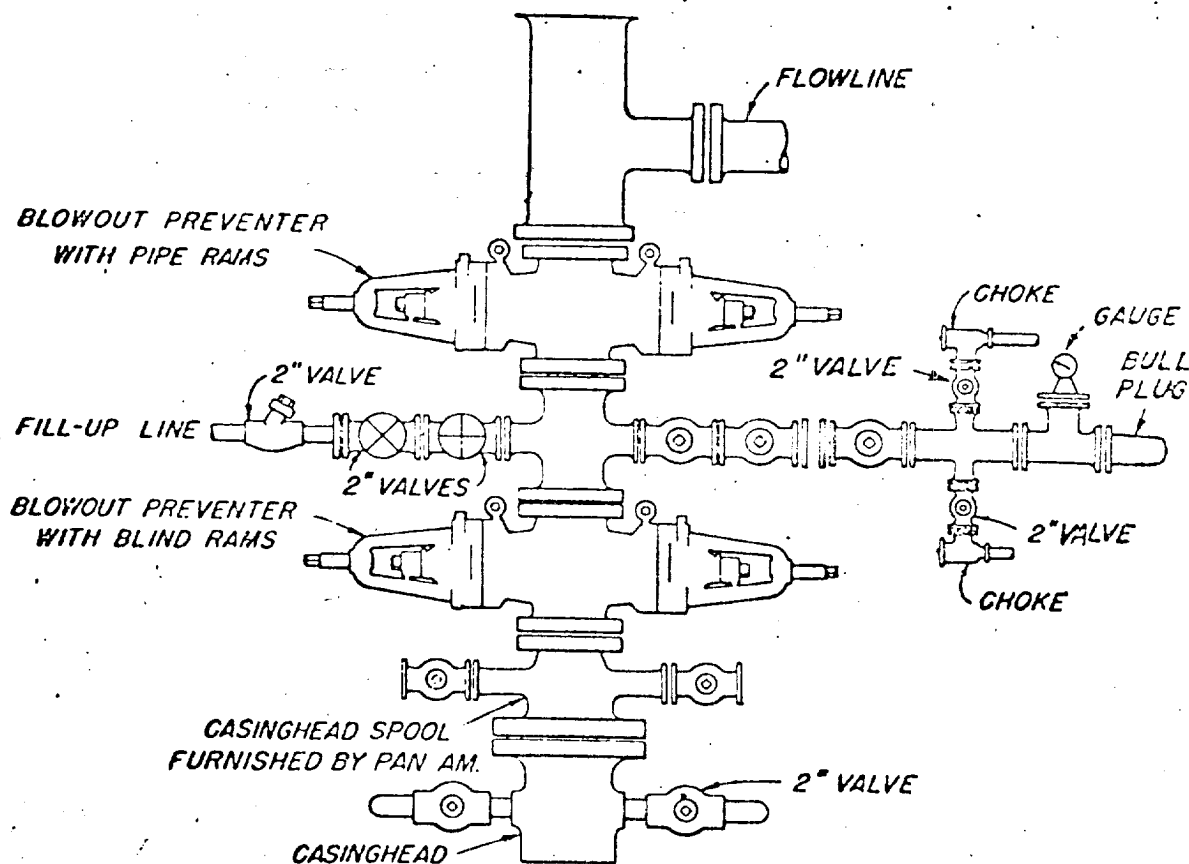 FLOWLINE
BLOWOUT PREVENTER
WITH PIPE RAMS
CHOKE
GAUGE
2" VALVE
2" VALVE
BULL
PLUG
FILL-UP LINE
2" VALVES
BLOWOUT PREVENTER
WITH BLIND RAMS
2" VALVE
CHOKE
CASINGHEAD SPOOL
FURNISHED BY PAN AM.
2" VALVE
CASINGHEAD